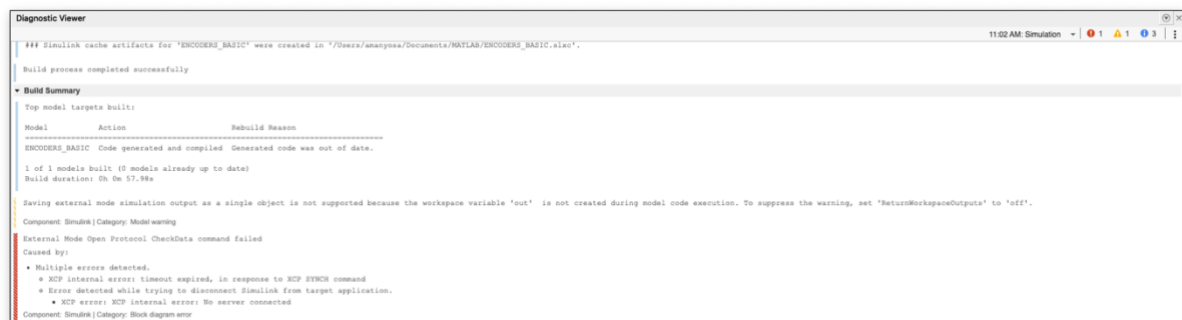 Diagnostic Viewer
11:02 AM: Simulation 1 1 3
### Simulink cache artifacts for 'ENCODERS_BASIC' were created in '/Users/amanyosa/Documents/MATLAB/ENCODERS_BASIC.slxc'.
Build process completed successfully
Build Summary
Top model targets built:
Model Action Rebuild Reason
================================================================================
ENCODERS_BASIC Code generated and compiled Generated code was out of date.
1 of 1 models built (0 models already up to date)
Build duration: 0h 0m 57.98s
Saving external mode simulation output as a single object is not supported because the workspace variable 'out' is not created during model code execution. To suppress the warning, set 'ReturnWorkspaceOutputs' to 'off'.
Component: Simulink | Category: Model warning
External Mode Open Protocol CheckData command failed
Caused by:
• Multiple errors detected.
XCP internal error: timeout expired, in response to XCP SYNCH command
Error detected while trying to disconnect Simulink from target application.
XCP error: XCP internal error: No server connected
Component: Simulink | Category: Block diagram error